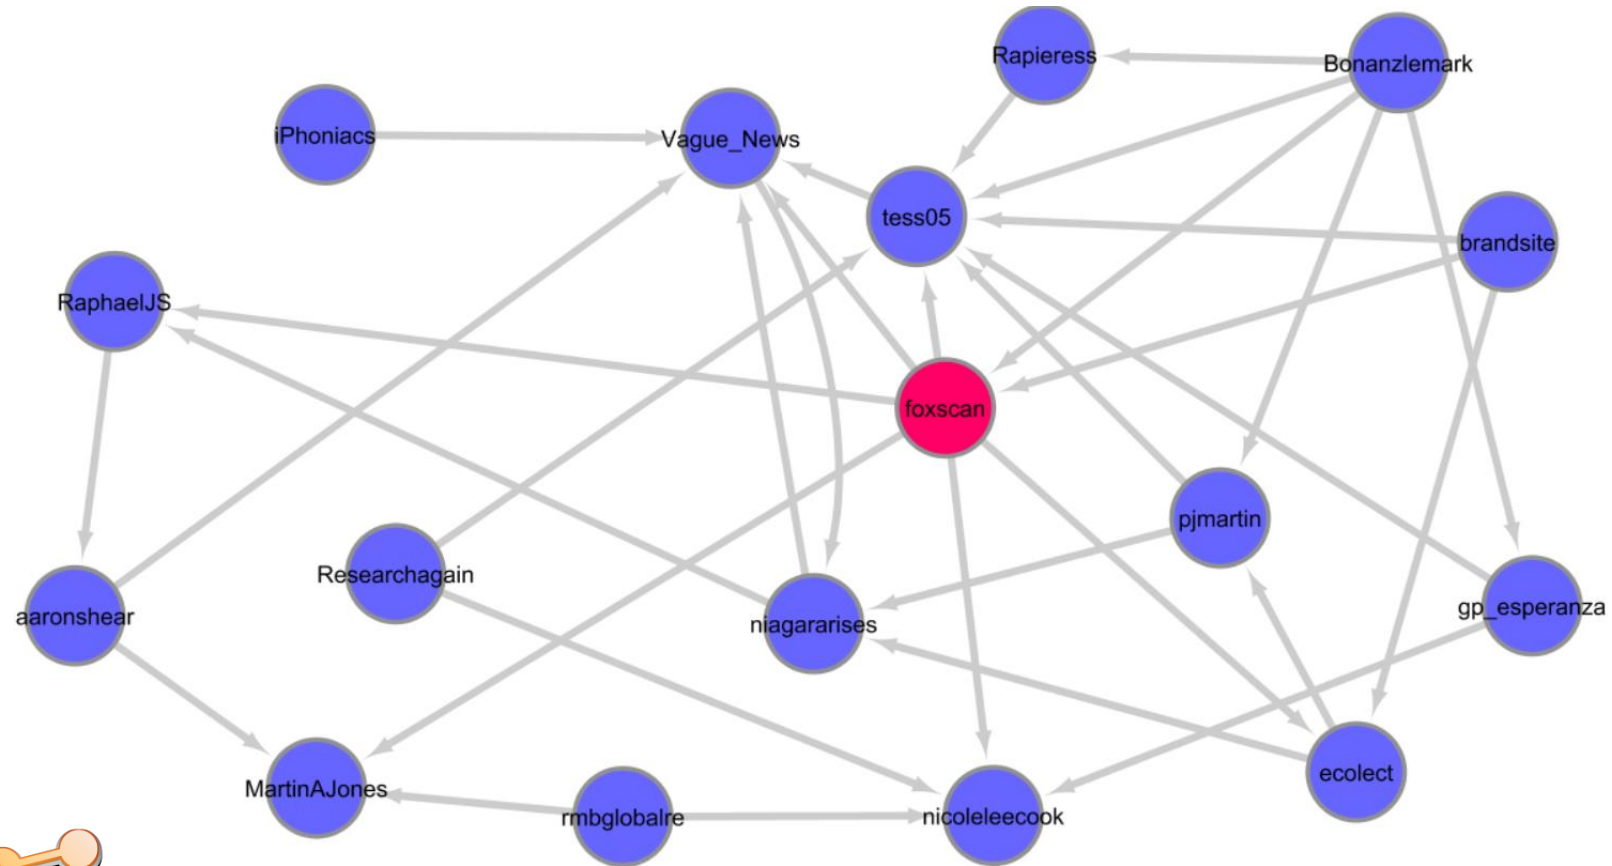 Rapieress
Bonanzlemark
iPhoniacs
Vague_News
tess05
brandsite
RaphaelJS
foxscan
pjmartin
Researchagain
gp_esperanza
aaronshear
niagararises
ecolect
MartinAJones
rmbglobalre
nicoleleecook